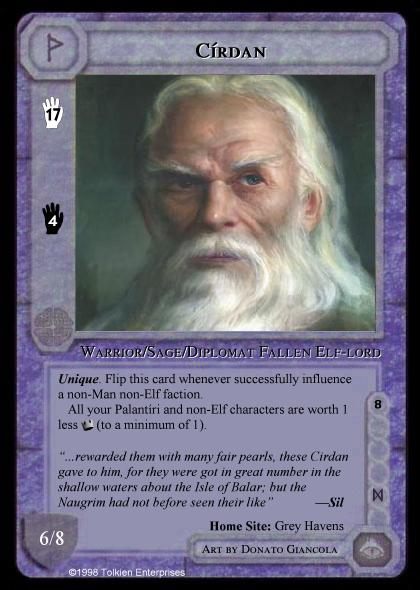 CÍRDAN
17
4
WARRIOR/SAGE/DIPLOMAT FALLEN ELF-LORD
Unique. Flip this card whenever successfully influence
a non-Man non-Elf faction.
All your Palantíri and non-Elf characters are worth 1
less (to a minimum of 1).
8
“...rewarded them with many fair pearls, these Cirdan
gave to him, for they were got in great number in the
shallow waters about the Isle of Balar; but the
Naugrim had not before seen their like” —Sil
Home Site: Grey Havens
6/8
ART BY DONATO GIANCOLA
©1998 Tolkien Enterprises